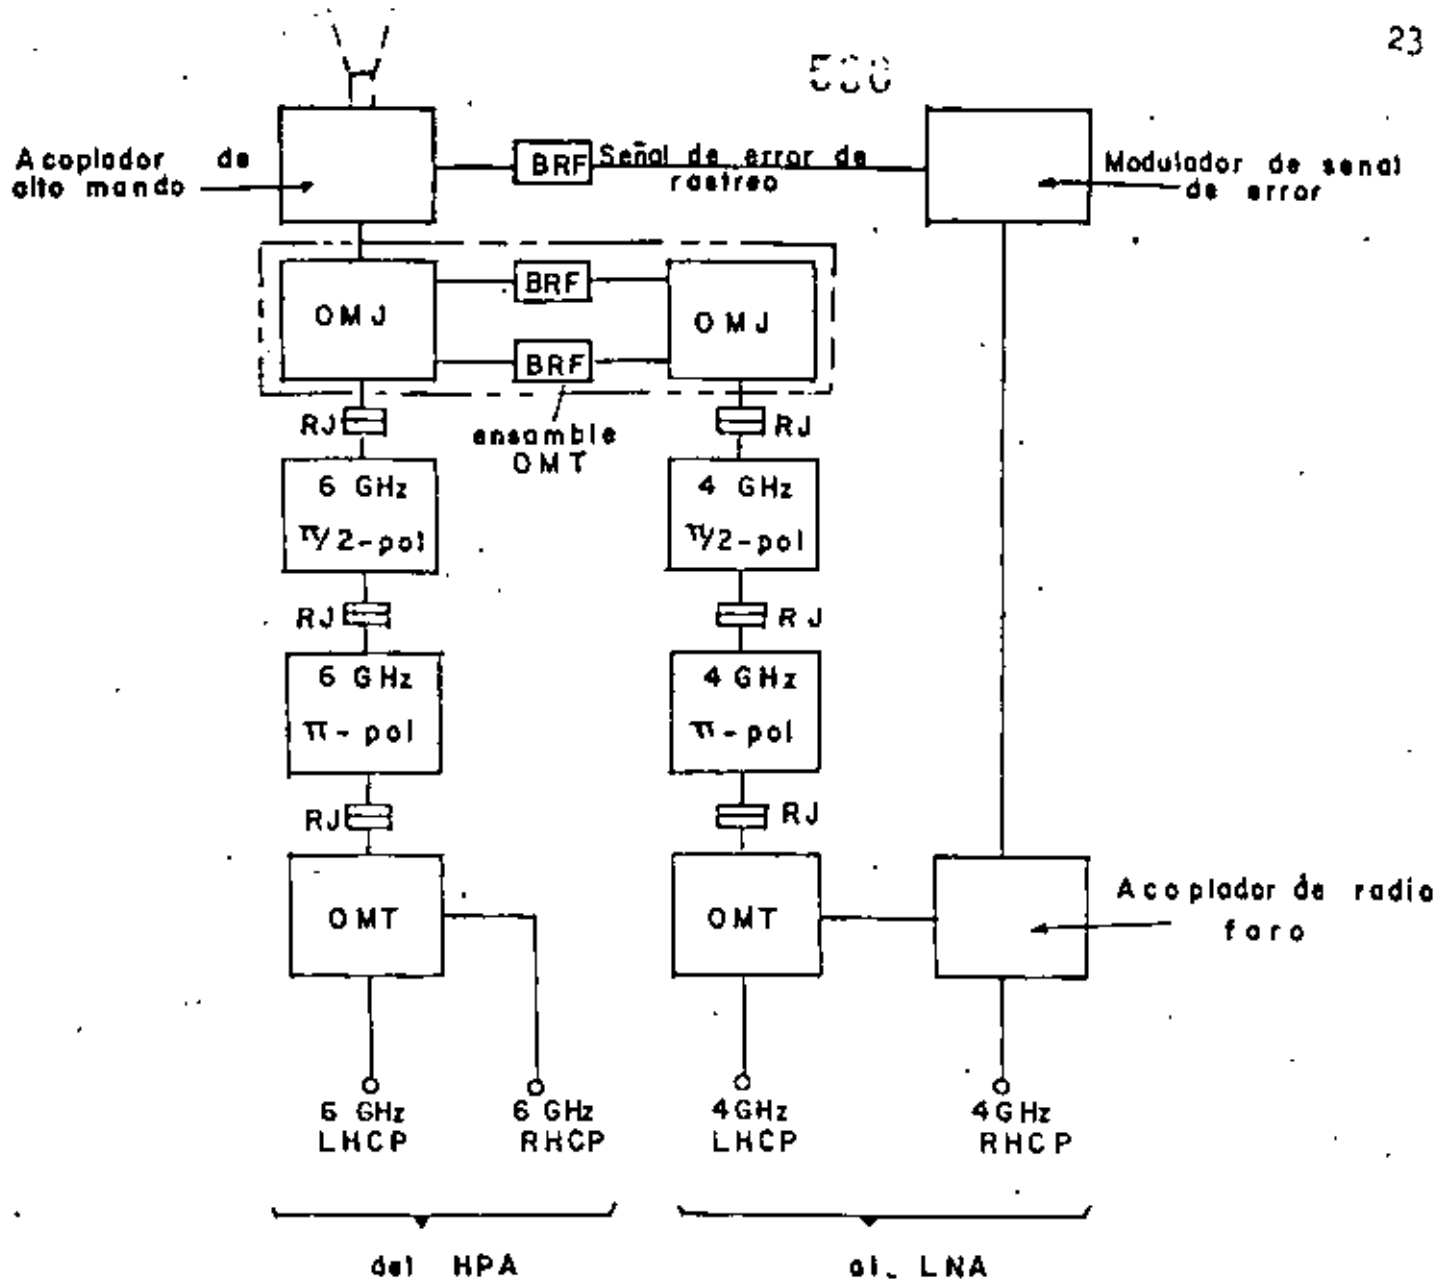 23
Acoplador de
alto mando
BRF
Señal de error de
rastreo
Modulador de senal
de error
OMJ
BRF
OMJ
BRF
RJ
ensamble
OMT
RJ
6 GHz
π/2-pol
4 GHz
π/2-pol
RJ
RJ
6 GHz
π-pol
4 GHz
π-pol
RJ
RJ
OMT
OMT
Acoplador de radio
faro
6 GHz
LHCP
6 GHz
RHCP
4GHz
LHCP
4GHz
RHCP
del HPA
al. LNA